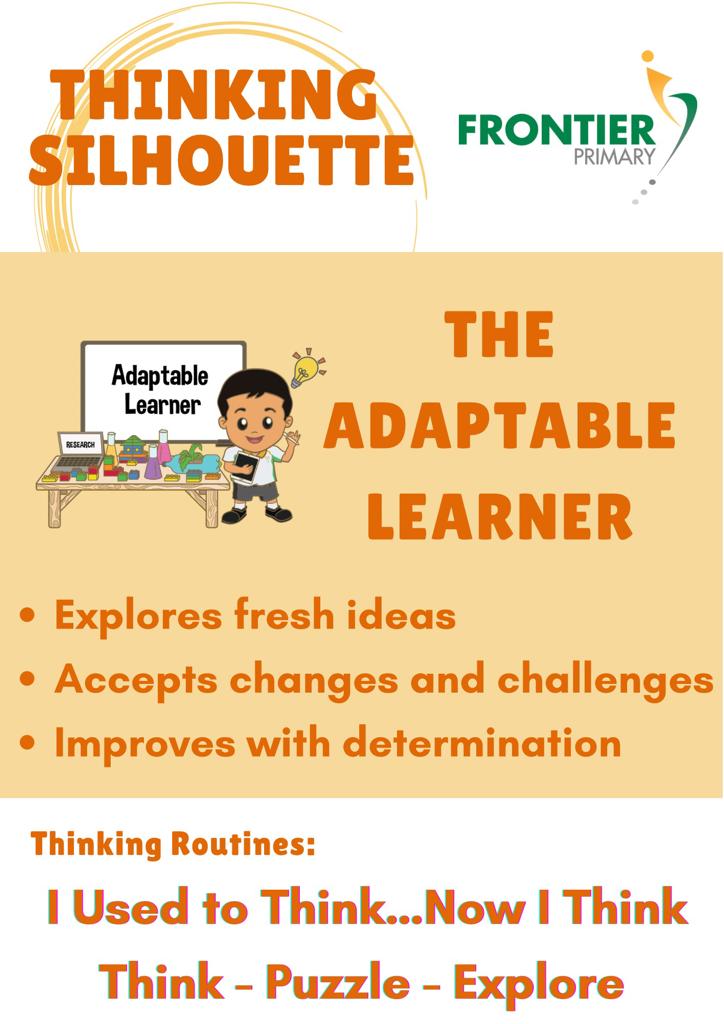 THINKING
SILHOUETTE
FRONTIER
PRIMARY
THE
ADAPTABLE
LEARNER
Adaptable
Learner
RESEARCH
• Explores fresh ideas
• Accepts changes and challenges
• Improves with determination
Thinking Routines:
I Used to Think...Now I Think
Think – Puzzle – Explore